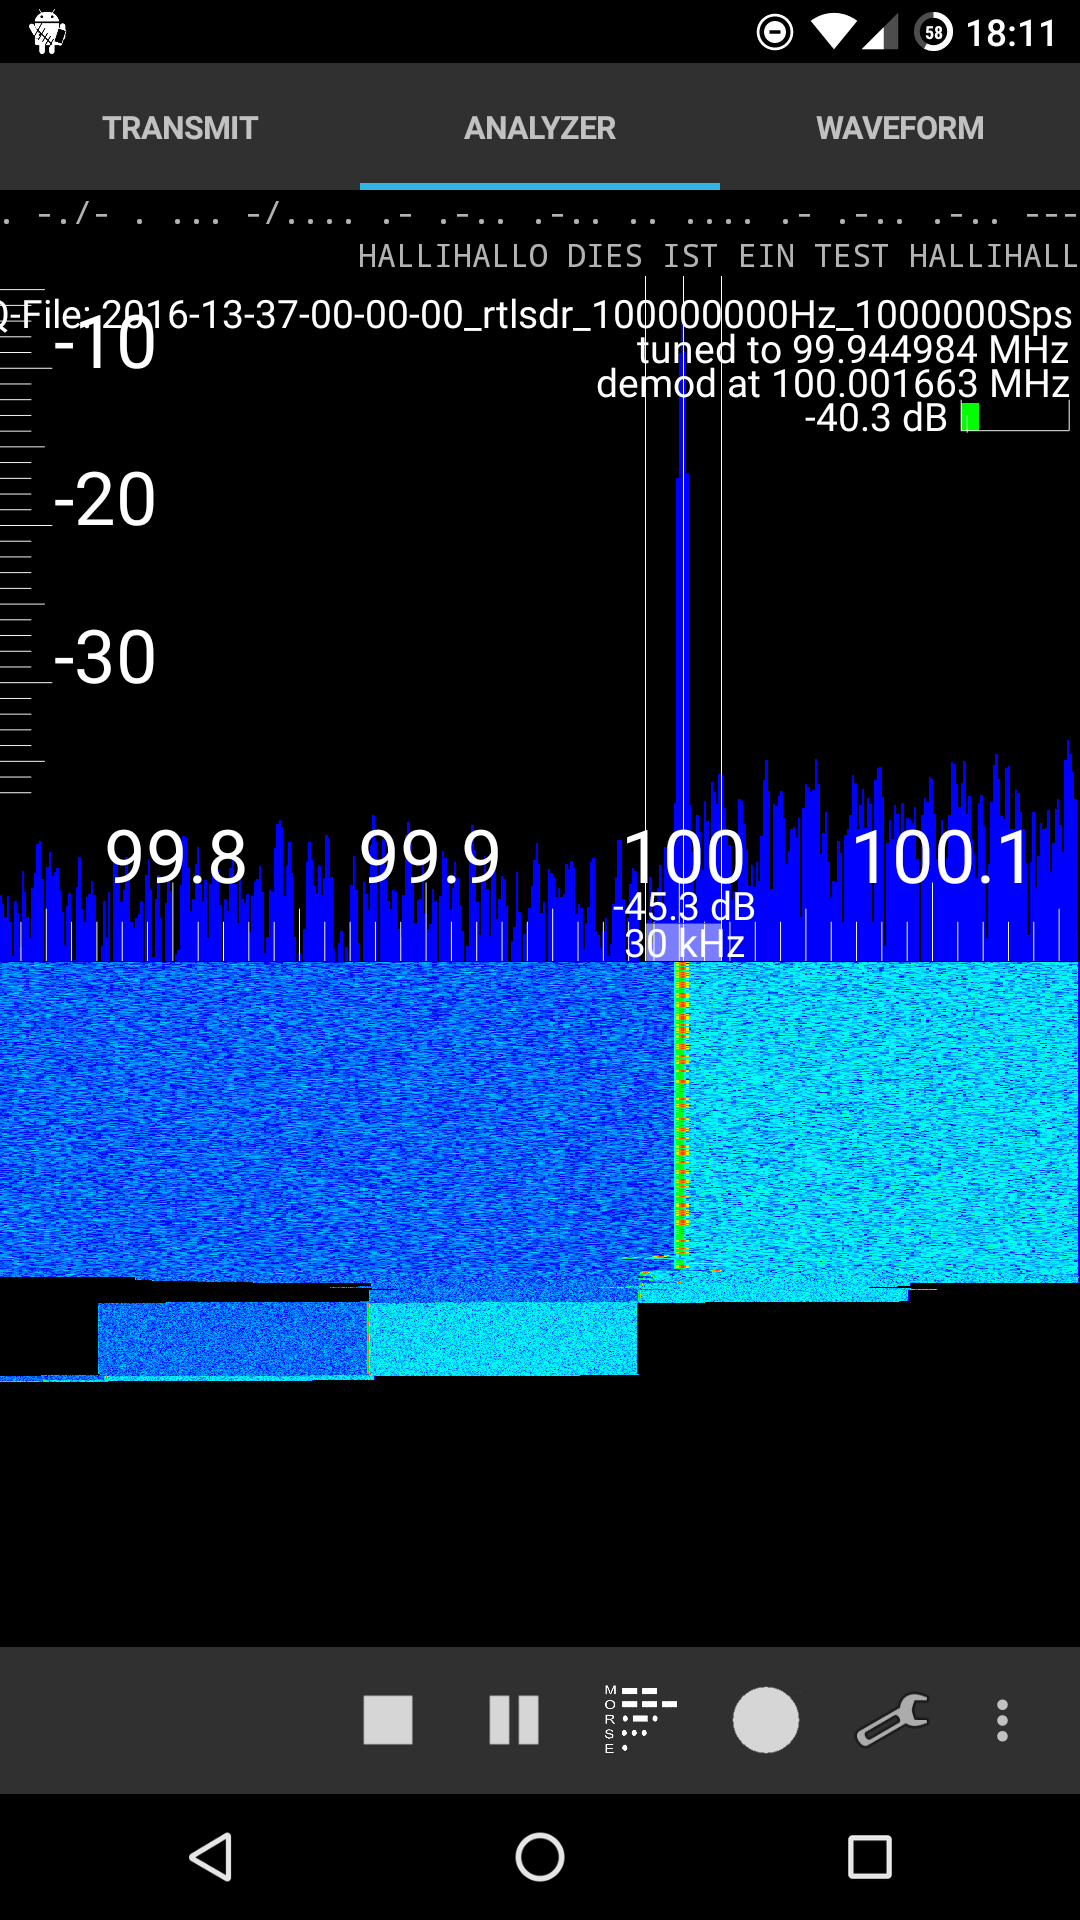 58 18:11
TRANSMIT ANALYZER WAVEFORM
. -./- . ... -/.... .- .-.. .-.. .. .... .- .-.. .-.. ---
HALLIHALLO DIES IST EIN TEST HALLIHALL
Q-File: 2016-13-37-00-00-00_rtlsdr_100000000Hz_1000000Sps
-10
tuned to 99.944984 MHz
demod at 100.001663 MHz
-40.3 dB
-20
-30
99.8 99.9 100 100.1
-45.3 dB
30 kHz
M
O
R
S
E